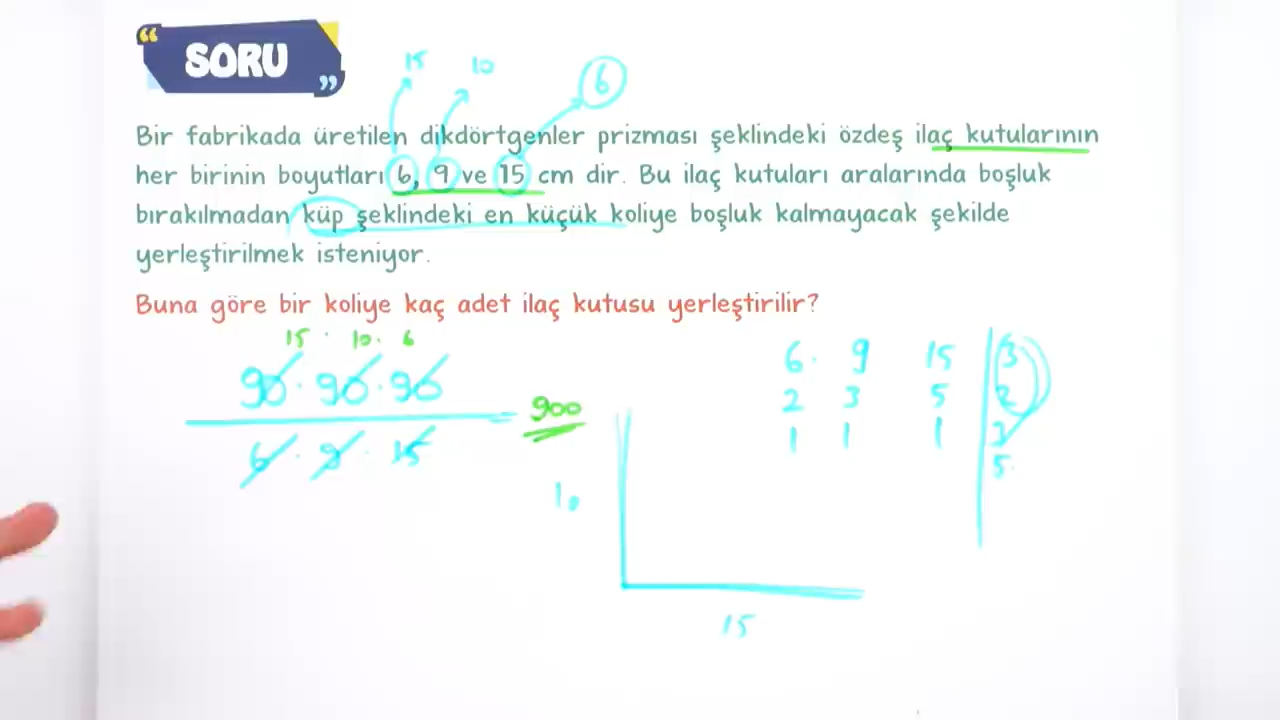 “ SORU ”
15 10 6
Bir fabrikada üretilen dikdörtgenler prizması şeklindeki özdeş ilaç kutularının
her birinin boyutları 6, 9 ve 15 cm dir. Bu ilaç kutuları aralarında boşluk
bırakılmadan küp şeklindeki en küçük koliye boşluk kalmayacak şekilde
yerleştirilmek isteniyor.
Buna göre bir koliye kaç adet ilaç kutusu yerleştirilir?
15 · 10 · 6
90 · 90 · 90
6 · 9 · 15
900
6 · 9 15 3
2 3 5 2
1 1 1 3
5
10
15